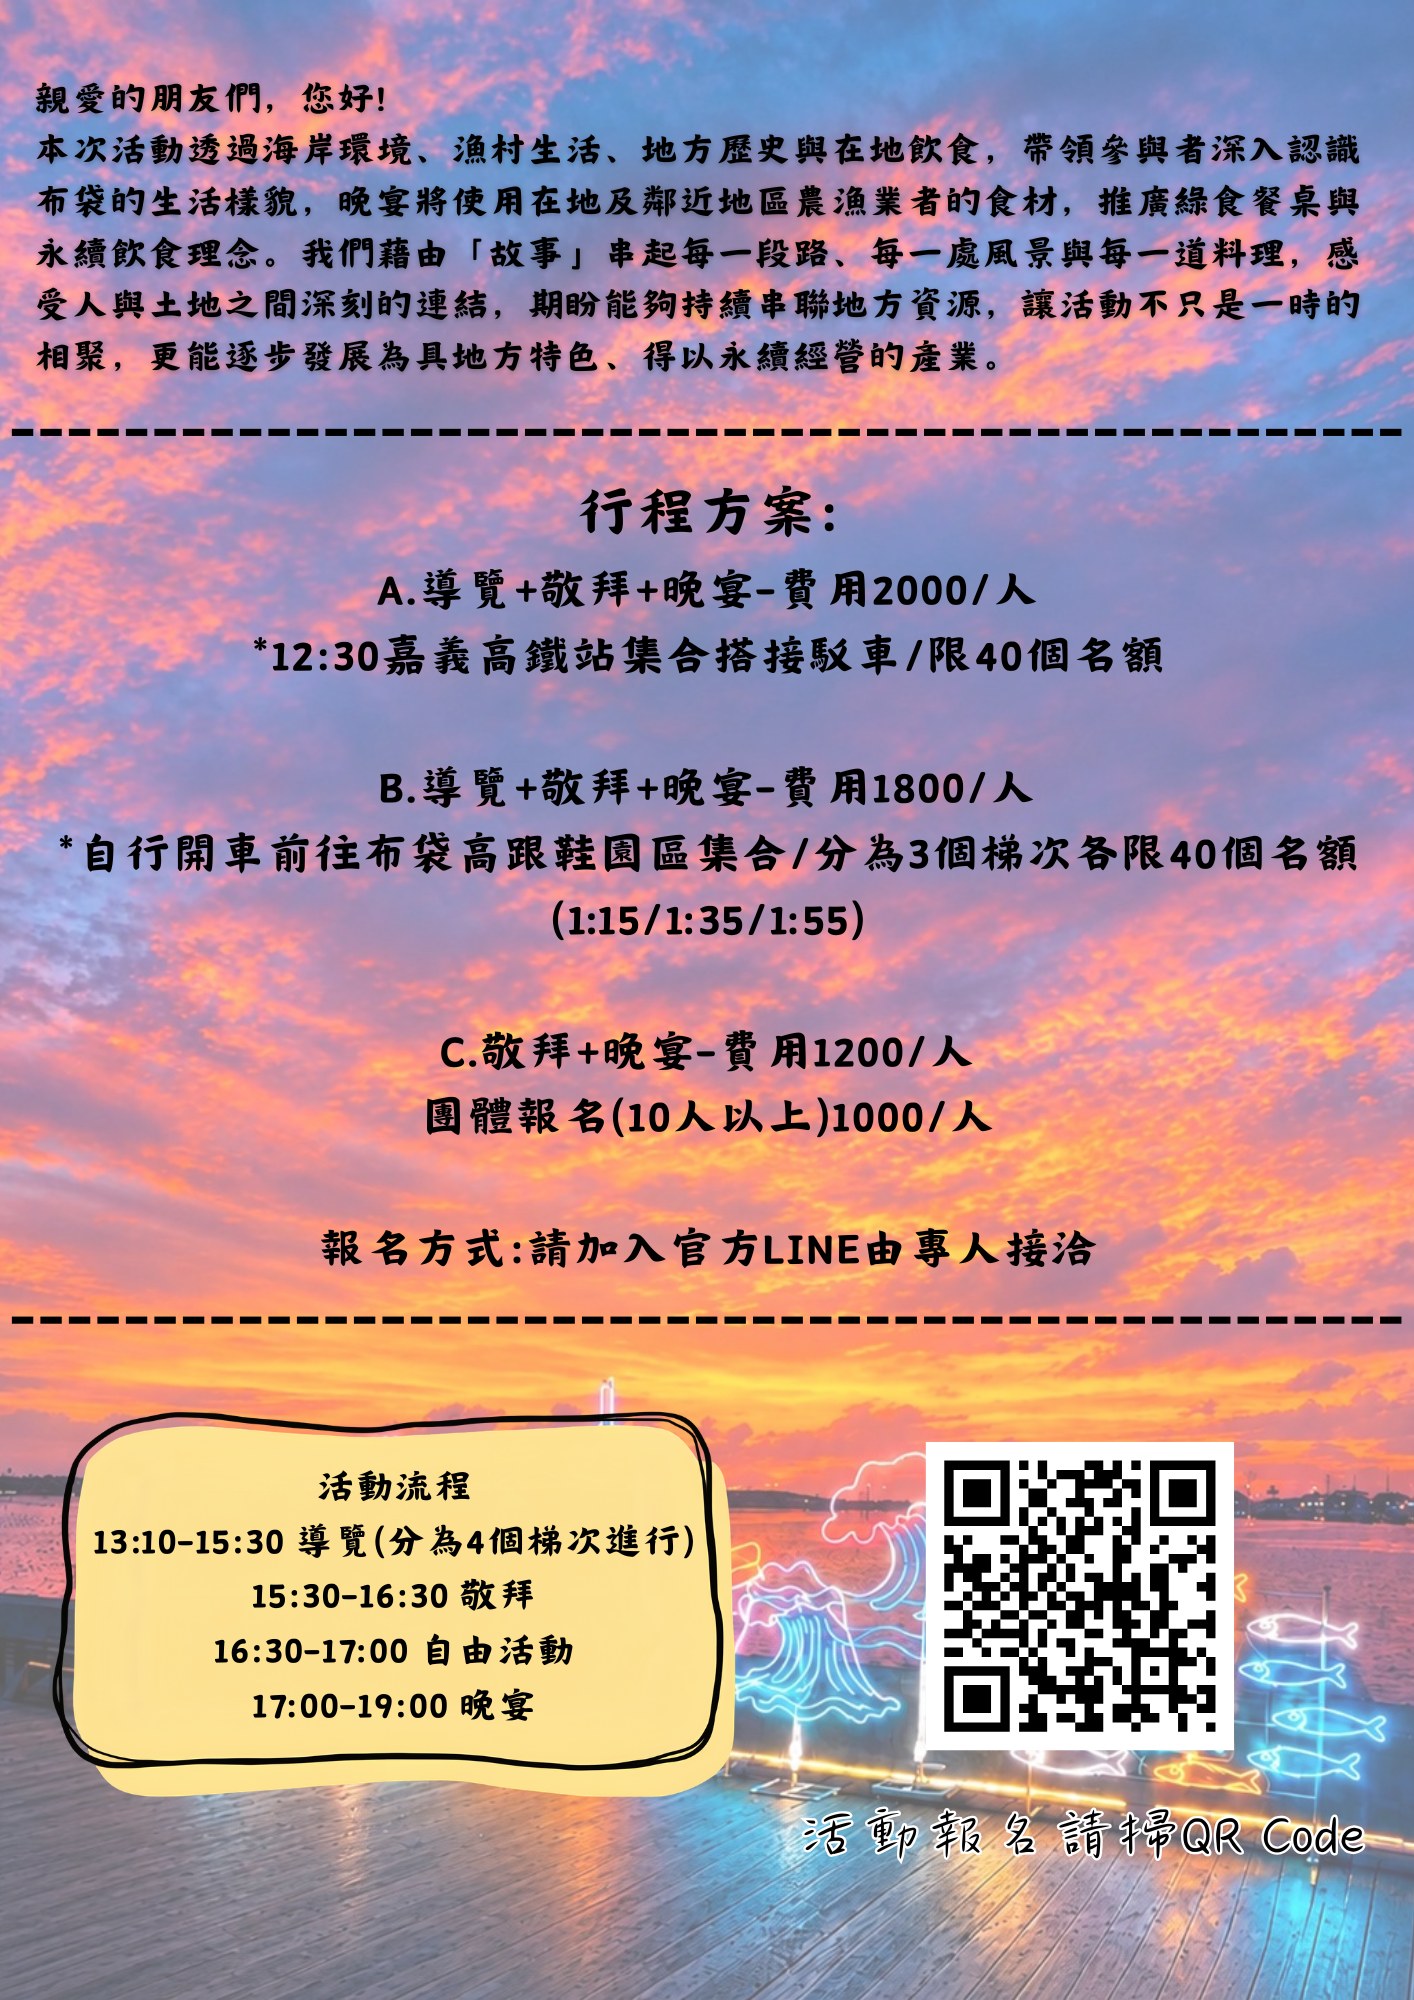 親愛的朋友們，您好!
本次活動透過海岸環境、漁村生活、地方歷史與在地飲食，帶領參與者深入認識
布袋的生活樣貌，晚宴將使用在地及鄰近地區農漁業者的食材，推廣綠食餐桌與
永續飲食理念。我們藉由「故事」串起每一段路、每一處風景與每一道料理，感
受人與土地之間深刻的連結，期盼能夠持續串聯地方資源，讓活動不只是一時的
相聚，更能逐步發展為具地方特色、得以永續經營的產業。
行程方案:
A.導覽+敬拜+晚宴-費用2000/人
*12:30嘉義高鐵站集合搭接駁車/限40個名額
B.導覽+敬拜+晚宴-費用1800/人
*自行開車前往布袋高跟鞋園區集合/分為3個梯次各限40個名額
(1:15/1:35/1:55)
C.敬拜+晚宴-費用1200/人
團體報名(10人以上)1000/人
報名方式:請加入官方LINE由專人接洽
活動流程
13:10-15:30 導覽(分為4個梯次進行)
15:30-16:30 敬拜
16:30-17:00 自由活動
17:00-19:00 晚宴
活動報名請掃QR Code